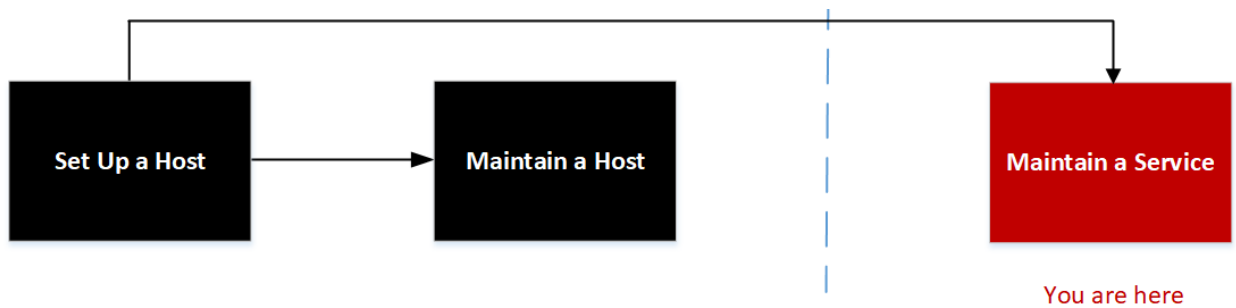 Set Up a Host
Maintain a Host
Maintain a Service
You are here